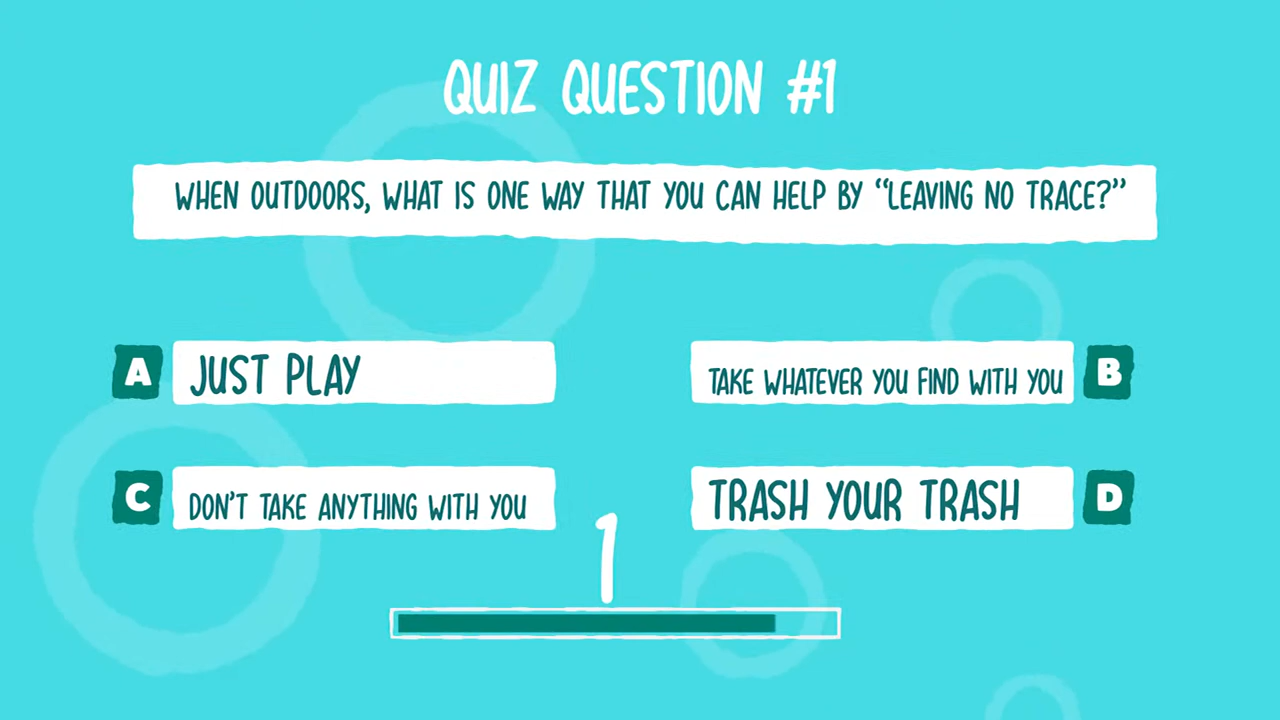 QUIZ QUESTION #1
WHEN OUTDOORS, WHAT IS ONE WAY THAT YOU CAN HELP BY “LEAVING NO TRACE?”
A JUST PLAY
TAKE WHATEVER YOU FIND WITH YOU B
C DON’T TAKE ANYTHING WITH YOU
TRASH YOUR TRASH D
1